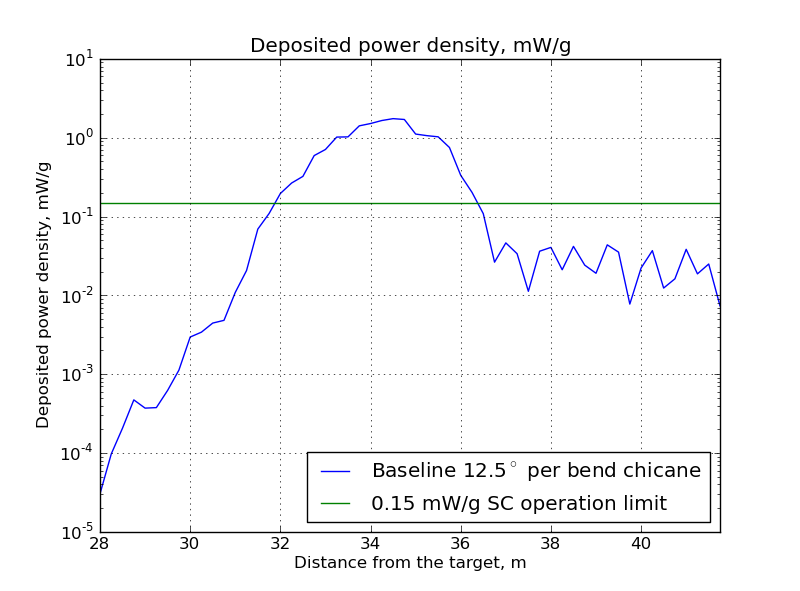 Deposited power density, mW/g
10^1
10^0
10^-1
10^-2
10^-3
10^-4
10^-5
Deposited power density, mW/g
Baseline 12.5° per bend chicane
0.15 mW/g SC operation limit
28 30 32 34 36 38 40
Distance from the target, m